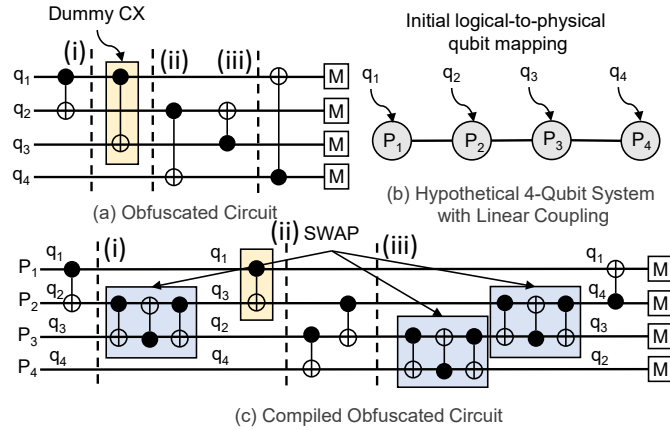 Dummy CX
(i) (ii) (iii)
q1 M
q2 M
q3 M
q4 M
(a) Obfuscated Circuit
Initial logical-to-physical
qubit mapping
q1 q2 q3 q4
P1 P2 P3 P4
(b) Hypothetical 4-Qubit System
with Linear Coupling
(i) (ii) SWAP (iii)
P1 q1 q1 q1 M
P2 q2 q3 q4 M
P3 q3 q2 q3 M
P4 q4 q4 q2 M
(c) Compiled Obfuscated Circuit